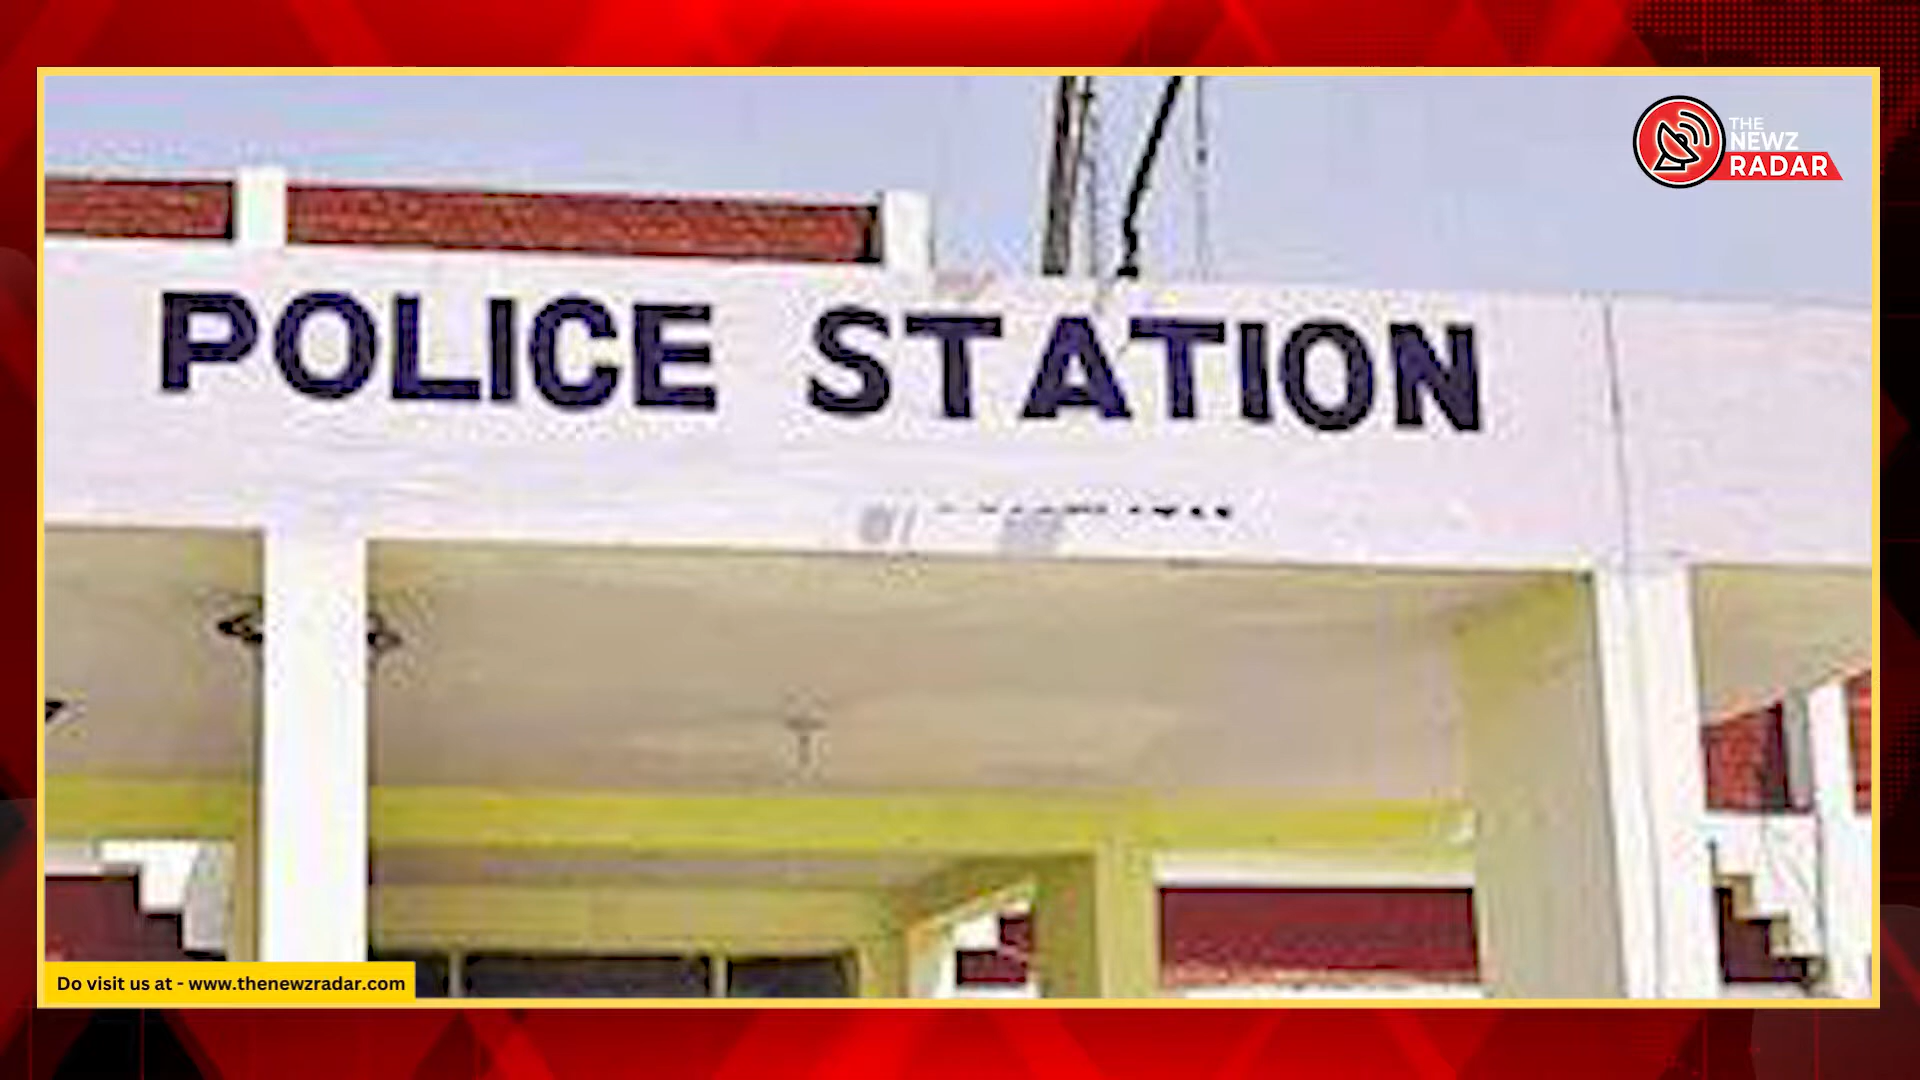 THE
NEWZ
RADAR
POLICE STATION
Do visit us at - www.thenewzradar.com